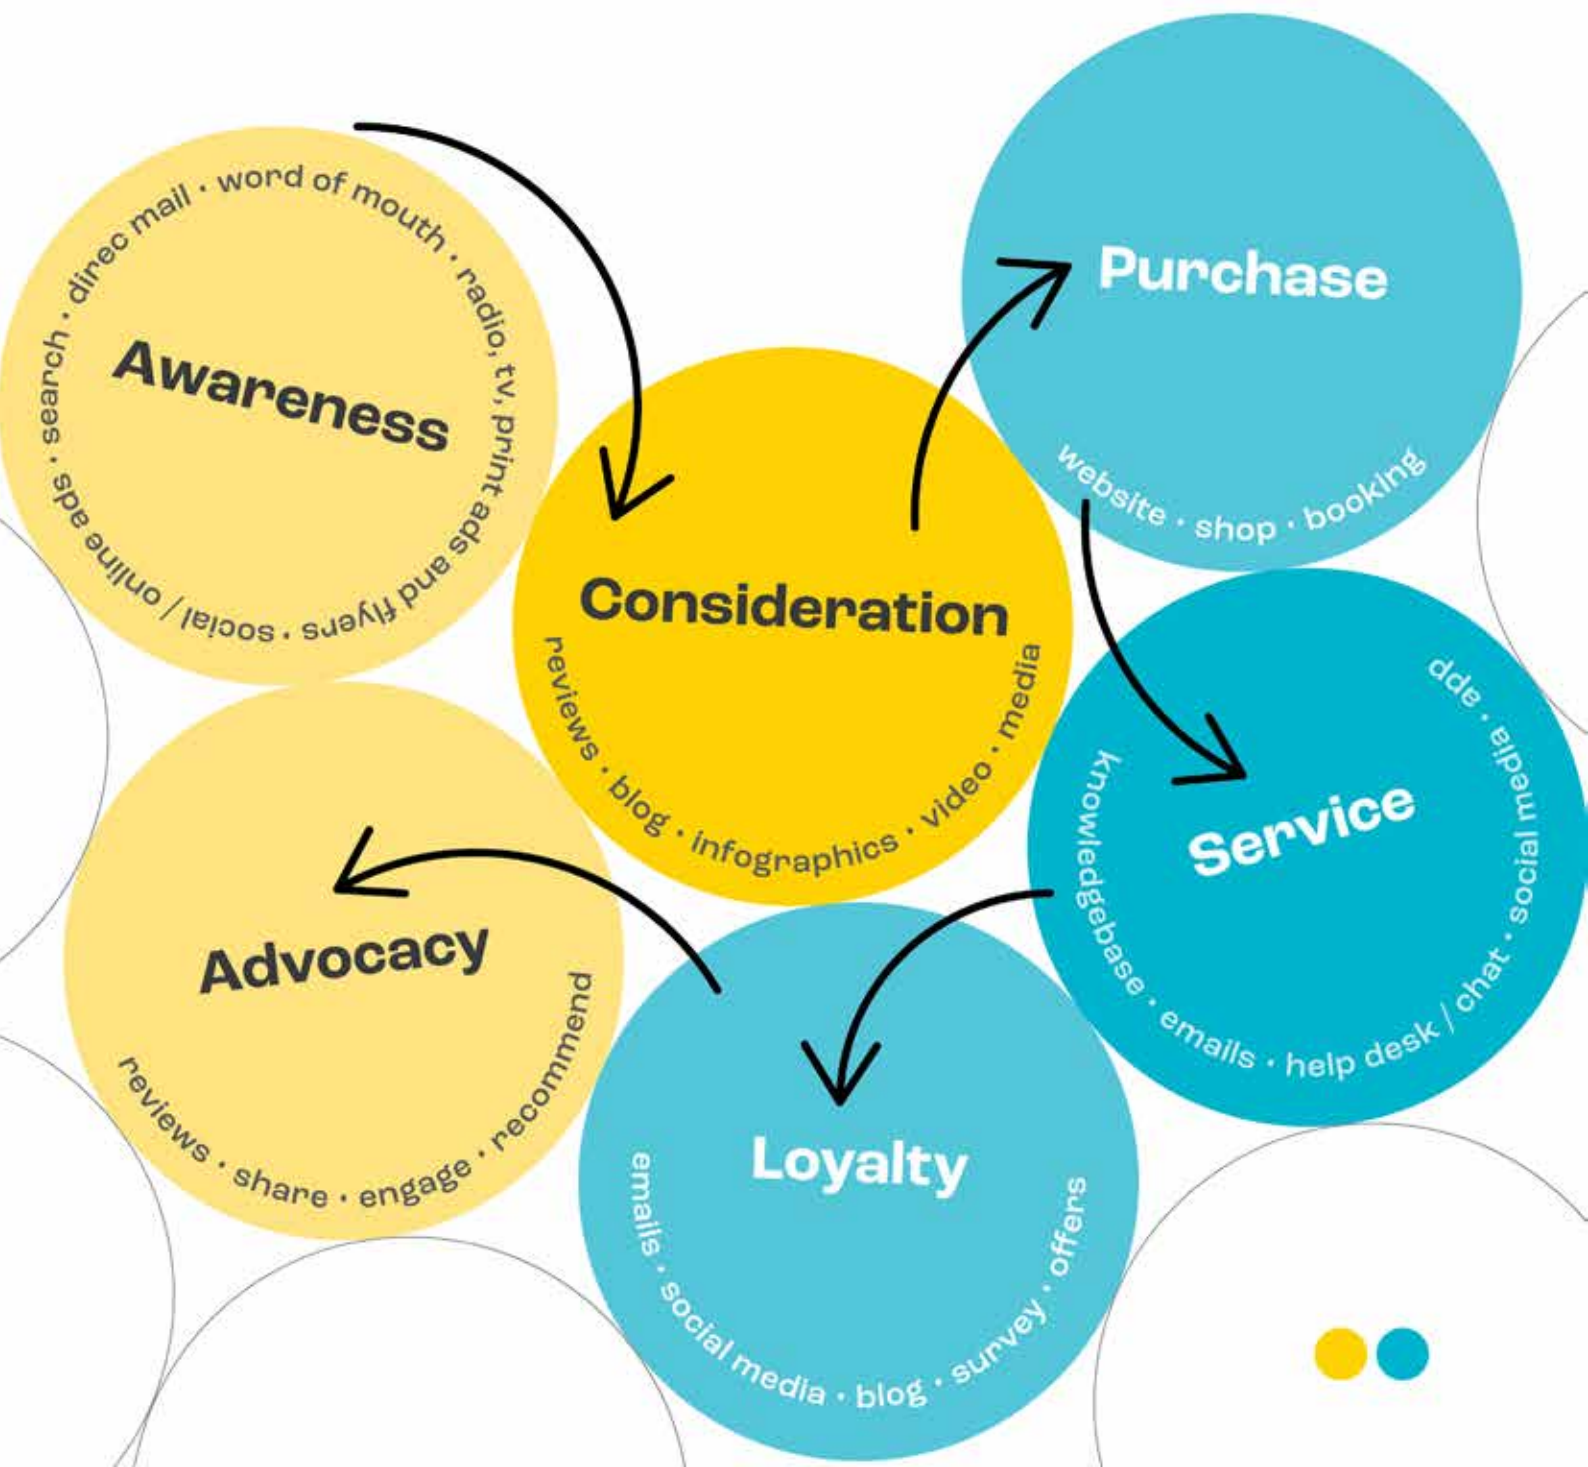 Awareness
social / online ads · search · direc mail · word of mouth · radio, tv, print ads and flyers ·
Consideration
reviews · blog · infographics · video · media
Purchase
website · shop · booking
Service
knowledgebase · emails · help desk / chat · social media · app
Loyalty
emails · social media · blog · survey · offers
Advocacy
reviews · share · engage · recommend